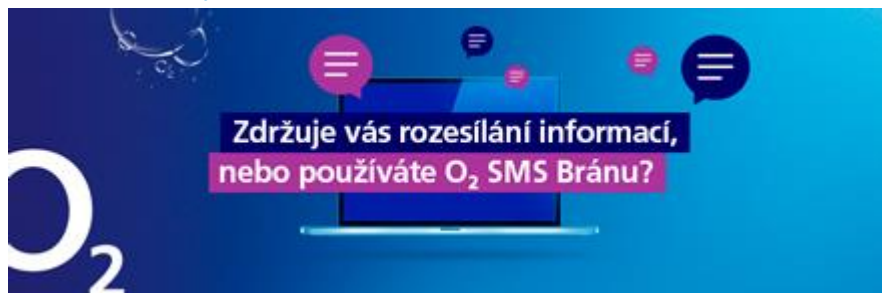 Zdržuje vás rozesílání informací,
nebo používáte O₂ SMS Bránu?
O₂